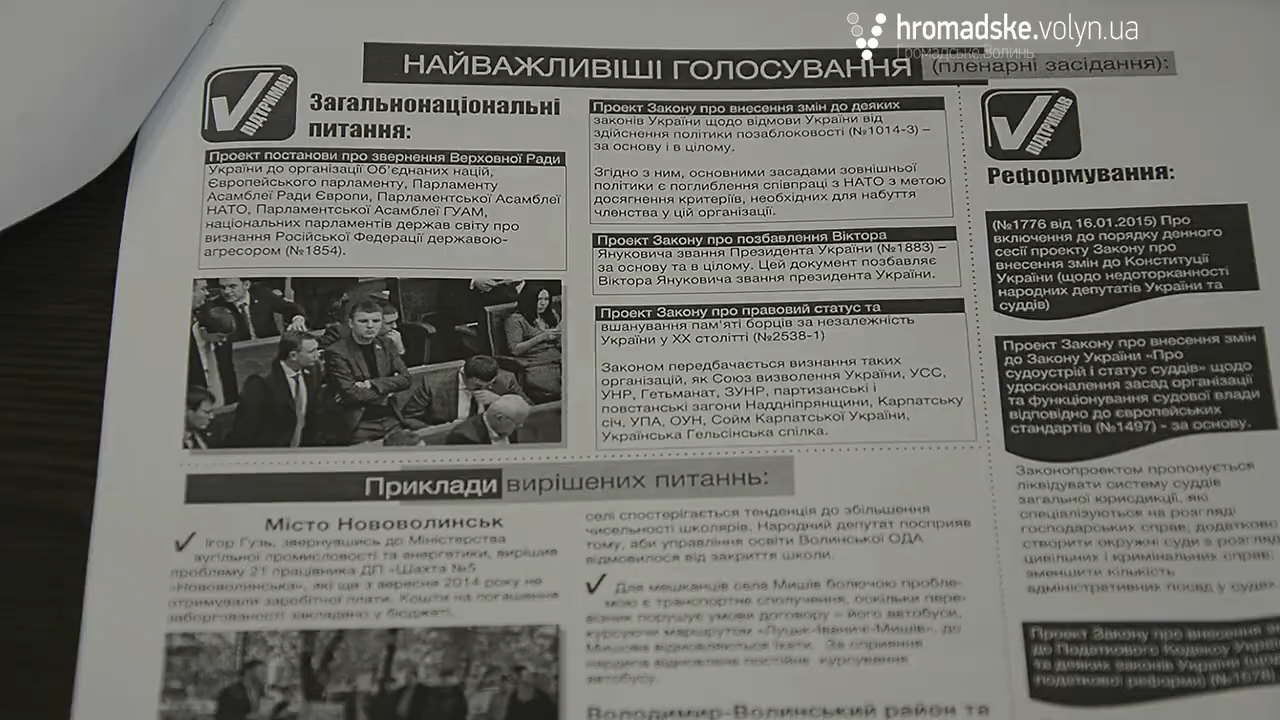 hromadske.volyn.ua
Громадське.Волинь
НАЙВАЖЛИВІШІ ГОЛОСУВАННЯ (пленарні засідання):
ПІДТРИМАВ
Загальнонаціональні
питання:
Проект постанови про звернення Верховної Ради
України до організації Об'єднаних націй,
Європейського парламенту, Парламенту
Асамблеї Ради Європи, Парламентської Асамблеї
НАТО, Парламентської Асамблеї ГУАМ,
національних парламентів держав світу про
визнання Російської Федерації державою-
агресором (№1854).
Проект Закону про внесення змін до деяких
законів України щодо відмови України від
здійснення політики позаблоковості (№1014-3) –
за основу і в цілому.
Згідно з ним, основними засадами зовнішньої
політики є поглиблення співпраці з НАТО з метою
досягнення критеріїв, необхідних для набуття
членства у цій організації.
Проект Закону про позбавлення Віктора
Януковича звання Президента України (№1883) –
за основу та в цілому. Цей документ позбавляє
Віктора Януковича звання президента України.
Проект Закону про правовий статус та
вшанування пам'яті борців за незалежність
України у ХХ столітті (№2538-1)
Законом передбачається визнання таких
організацій, як Союз визволення України, УСС,
УНР, Гетьманат, ЗУНР, партизанські і
повстанські загони Наддніпрянщини, Карпатську
січ, УПА, ОУН, Сойм Карпатської України,
Українська Гельсінська спілка.
ПІДТРИМАВ
Реформування:
(№1776 від 16.01.2015) Про
включення до порядку денного
сесії проекту Закону про
внесення змін до Конституції
України (щодо недоторканності
народних депутатів України та
суддів)
Проект Закону про внесення змін
до Закону України «Про
судоустрій і статус суддів» щодо
удосконалення засад організації
та функціонування судової влади
відповідно до європейських
стандартів (№1497) - за основу.
Законопроектом пропонується
ліквідувати систему суддів
загальної юрисдикції, які
спеціалізуються на розгляді
господарських справ, додатково
створити окружні суди з розгляду
цивільних і кримінальних справ,
зменшити кількість
адміністративних посад у судах.
Проект Закону про внесення
до Податкового Кодексу Укра
та деяких законів України (що
податкової реформи) (№1578)
Приклади вирішених питаннь:
Місто Нововолинськ
✓ Ігор Гузь, звернувшись до Міністерства
вугільної промисловості та енергетики, вирішив
проблему 21 працівника ДП «Шахта №5
«Нововолинська», які ще з вересня 2014 року не
отримували заробітної плати. Кошти на погашення
заборгованості закладено у бюджеті.
селі спостерігається тенденція до збільшення
чисельності школярів. Народний депутат посприяв
тому, аби управління освіти Волинської ОДА
відмовилося від закриття школи.
✓ Для мешканців села Мишів болючою пробле-
мою є транспортне сполучення, оскільки пере-
візник порушує умови договору – його автобуси,
курсуючи маршрутом «Луцьк-Іваничі-Мишів», до
Мишова відмовляються їхати. За сприяння
нардепа відновлене постійне курсування
автобусу.
Володимир-Волинський район та